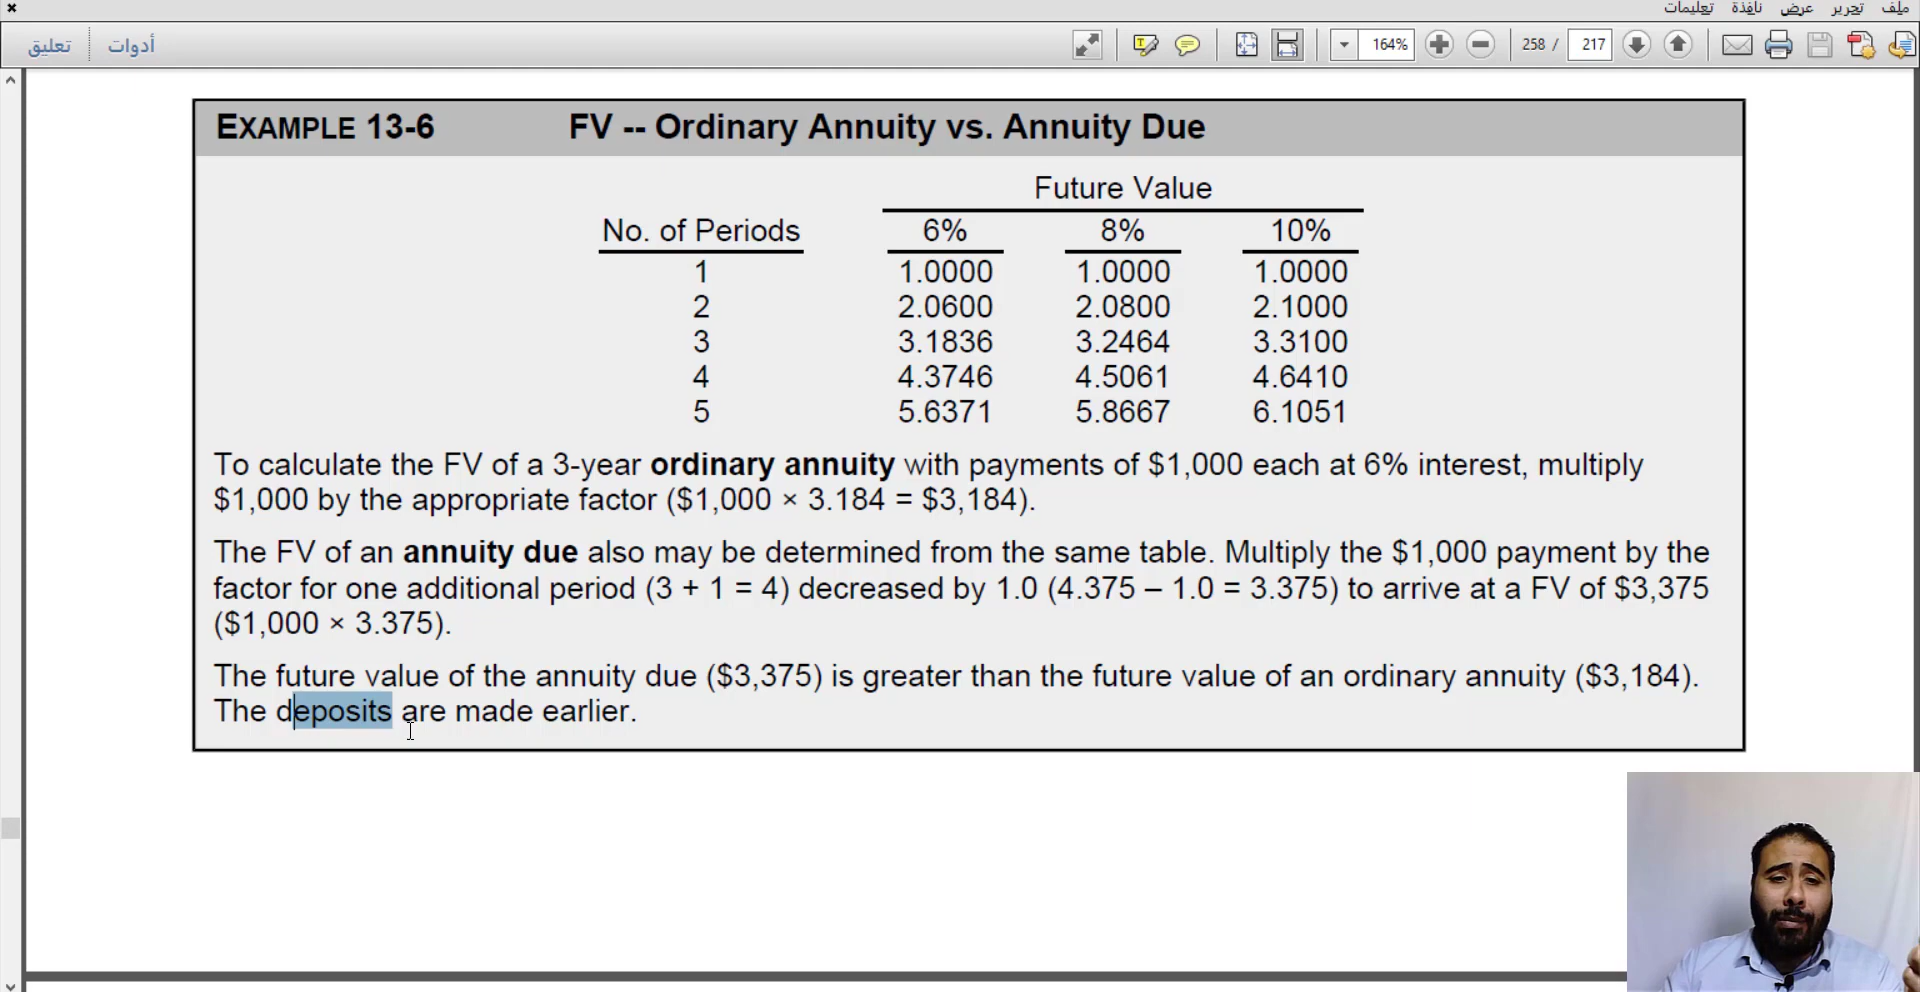 ملف تحرير عرض نافذة تعليمات
217 / 258 164% أدوات تعليق
EXAMPLE 13-6 FV -- Ordinary Annuity vs. Annuity Due
Future Value
No. of Periods 6% 8% 10%
1 1.0000 1.0000 1.0000
2 2.0600 2.0800 2.1000
3 3.1836 3.2464 3.3100
4 4.3746 4.5061 4.6410
5 5.6371 5.8667 6.1051
To calculate the FV of a 3-year ordinary annuity with payments of $1,000 each at 6% interest, multiply
$1,000 by the appropriate factor ($1,000 × 3.184 = $3,184).
The FV of an annuity due also may be determined from the same table. Multiply the $1,000 payment by the
factor for one additional period (3 + 1 = 4) decreased by 1.0 (4.375 – 1.0 = 3.375) to arrive at a FV of $3,375
($1,000 × 3.375).
The future value of the annuity due ($3,375) is greater than the future value of an ordinary annuity ($3,184).
The deposits are made earlier.